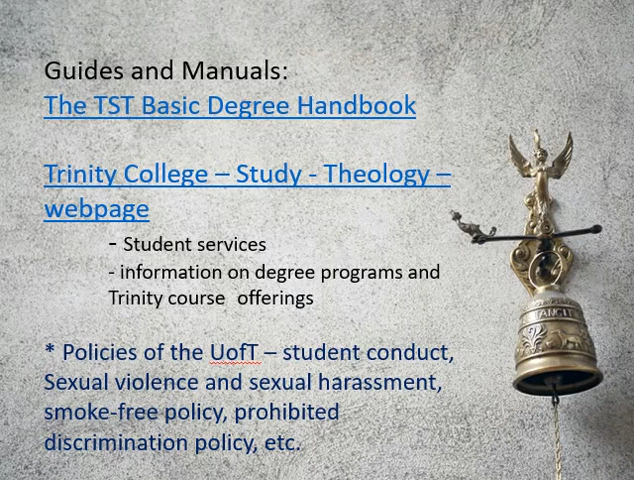 Guides and Manuals:
The TST Basic Degree Handbook
Trinity College – Study - Theology –
webpage
- Student services
- information on degree programs and
Trinity course  offerings
* Policies of the UofT – student conduct,
Sexual violence and sexual harassment,
smoke-free policy, prohibited
discrimination policy, etc.